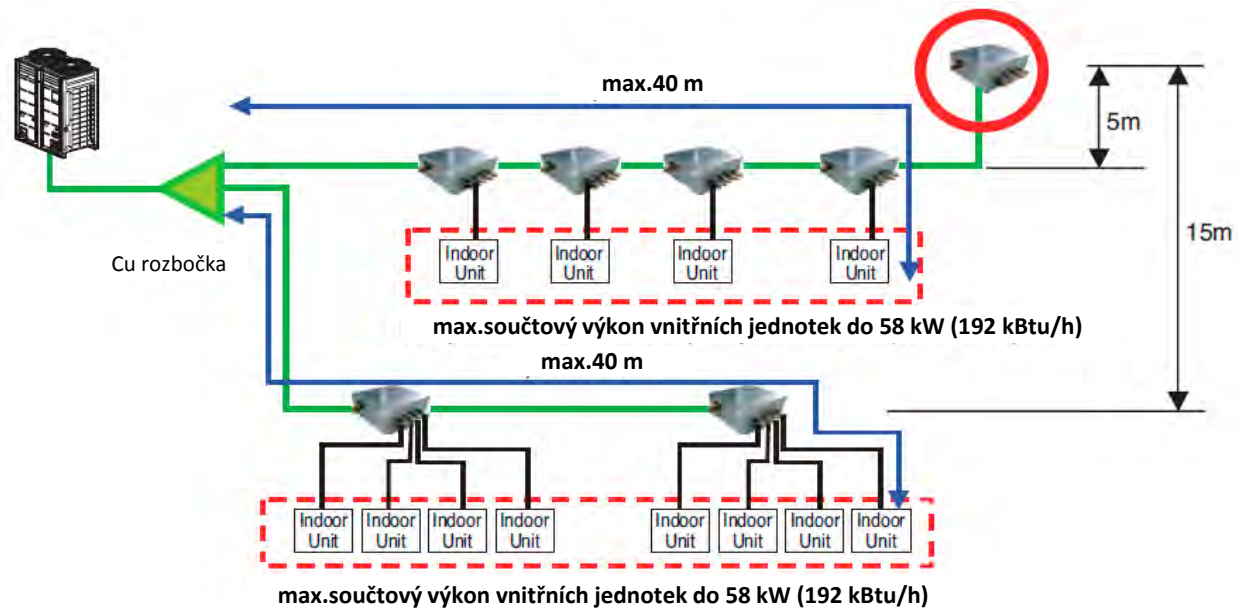 max.40 m
5m
15m
Cu rozbočka
Indoor
Unit
Indoor
Unit
Indoor
Unit
Indoor
Unit
max.součtový výkon vnitřních jednotek do 58 kW (192 kBtu/h)
max.40 m
Indoor
Unit
Indoor
Unit
Indoor
Unit
Indoor
Unit
Indoor
Unit
Indoor
Unit
Indoor
Unit
Indoor
Unit
max.součtový výkon vnitřních jednotek do 58 kW (192 kBtu/h)